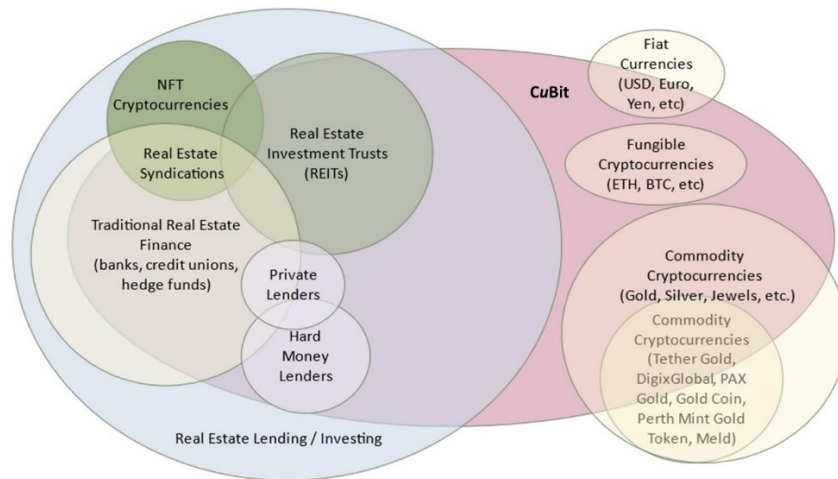 NFT
Cryptocurrencies
Real Estate
Syndications
Real Estate
Investment Trusts
(REITs)
Traditional Real Estate
Finance
(banks, credit unions,
hedge funds)
Private
Lenders
Hard
Money
Lenders
Real Estate Lending / Investing
CuBit
Fiat
Currencies
(USD, Euro,
Yen, etc)
Fungible
Cryptocurrencies
(ETH, BTC, etc)
Commodity
Cryptocurrencies
(Gold, Silver, Jewels, etc.)
Commodity
Cryptocurrencies
(Tether Gold,
DigixGlobal, PAX
Gold, Gold Coin,
Perth Mint Gold
Token, Meld)